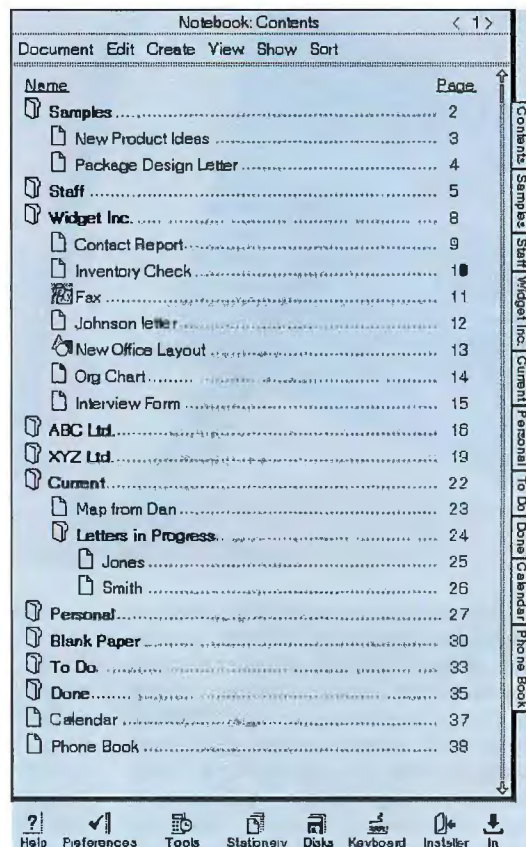 Notebook: Contents < 1 >
Document Edit Create View Show Sort
Name Page
Samples 2
New Product Ideas 3
Package Design Letter 4
Staff 5
Widget Inc. 8
Contact Report 9
Inventory Check
Fax 11
Johnson letter 12
New Office Layout 13
Org Chart 14
Interview Form 15
ABC Ltd. 16
XYZ Ltd. 19
Current 22
Map from Dan 23
Letters in Progress 24
Jones 25
Smith 26
Personal 27
Blank Paper 30
To Do 33
Done 35
Calendar 37
Phone Book 38
Contents Samples Staff Widget Inc. Current Personal To Do Done Calendar Phone Book
? Help Preferences Tools Stationery Disks Keyboard Installer In